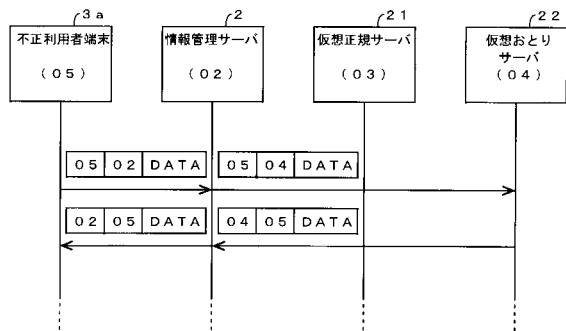 3a
2
21
22
不正利用者端末
(05)
情報管理サーバ
(02)
仮想正規サーバ
(03)
仮想おとり
サーバ
(04)
05 02 DATA
05 04 DATA
02 05 DATA
04 05 DATA